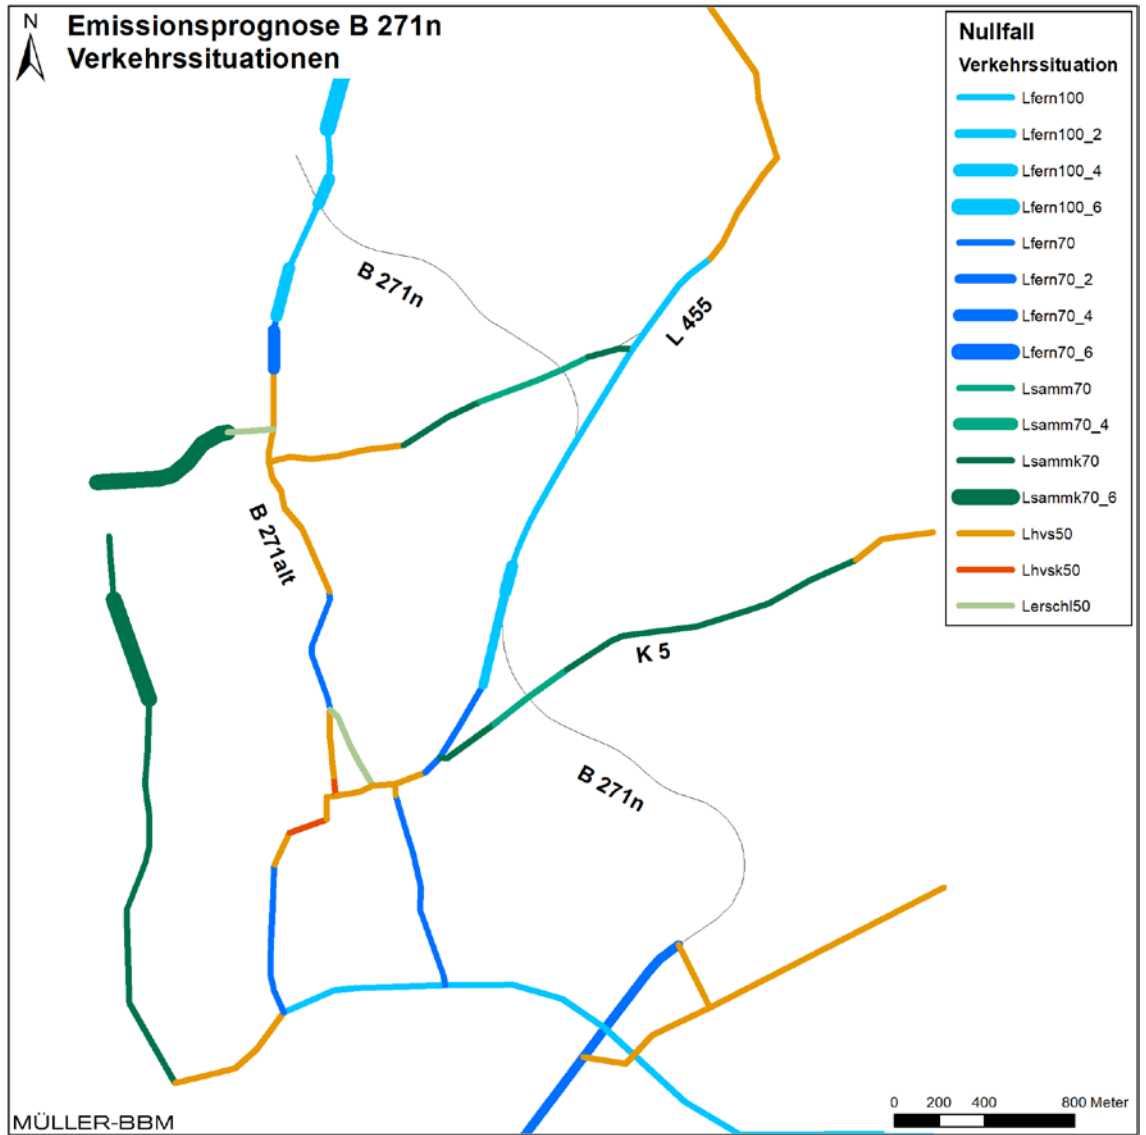 N
Emissionsprognose B 271n
Verkehrssituationen
Nullfall
Verkehrssituation
Lfern100
Lfern100_2
Lfern100_4
Lfern100_6
Lfern70
Lfern70_2
Lfern70_4
Lfern70_6
Lsamm70
Lsamm70_4
Lsammk70
Lsammk70_6
Lhvs50
Lhvsk50
Lerschl50
B 271n
L 455
B 271alt
K 5
B 271n
0 200 400 800 Meter
MÜLLER-BBM